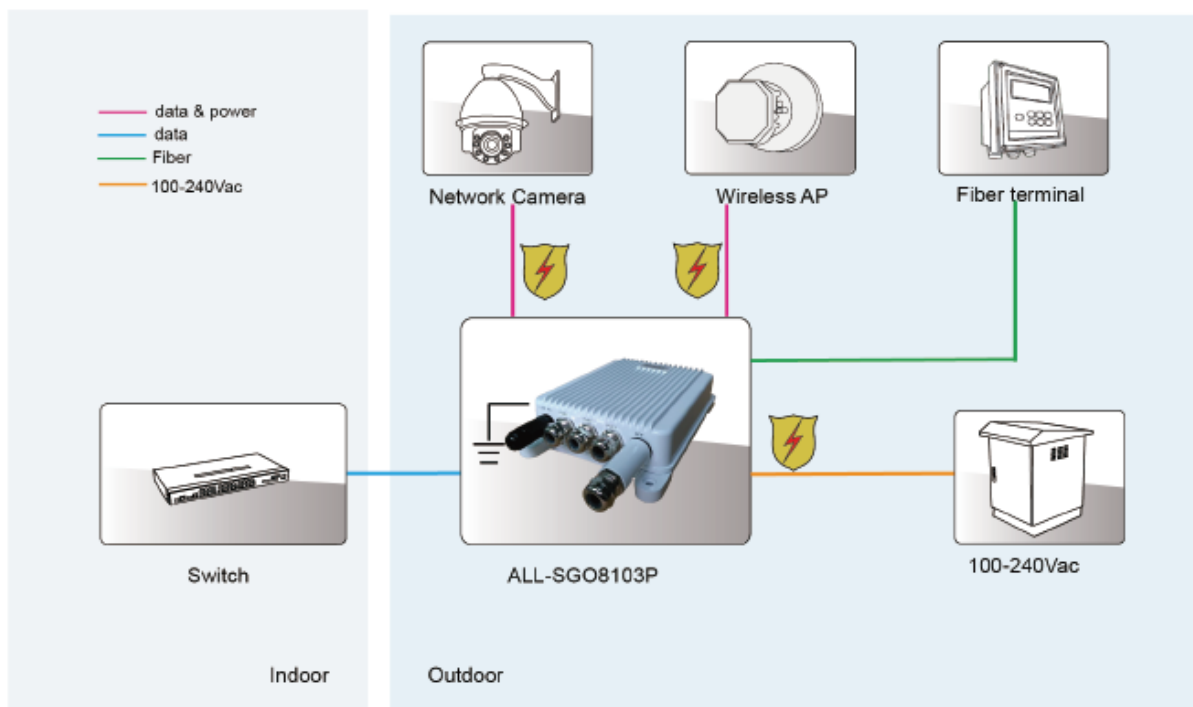 data & power
data
Fiber
100-240Vac
Network Camera
Wireless AP
Fiber terminal
Switch
ALL-SGO8103P
100-240Vac
Indoor
Outdoor